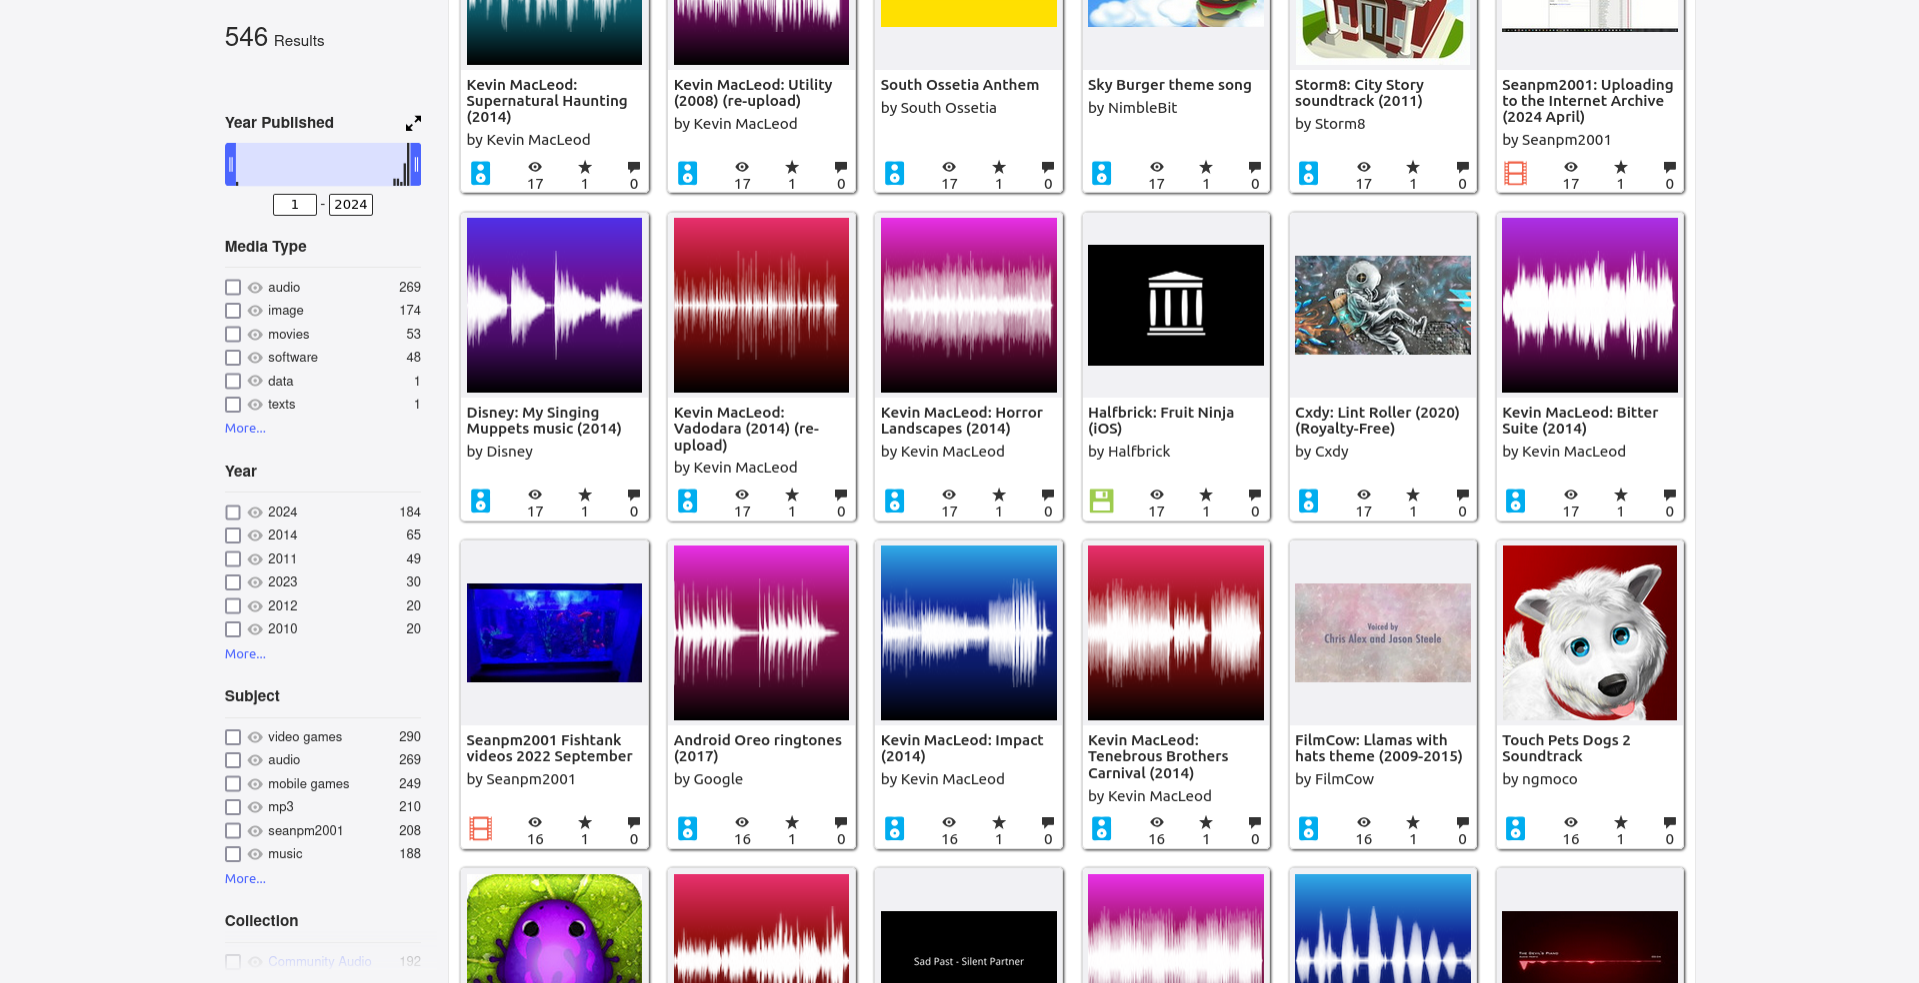 546 Results
Year Published
1 - 2024
Media Type
audio 269
image 174
movies 53
software 48
data 1
texts 1
More...
Year
2024 184
2014 65
2011 49
2023 30
2012 20
2010 20
More...
Subject
video games 290
audio 269
mobile games 249
mp3 210
seanpm2001 208
music 188
More...
Collection
Community Audio 192
Kevin MacLeod:
Supernatural Haunting
(2014)
by Kevin MacLeod
17 1 0
Kevin MacLeod: Utility
(2008) (re-upload)
by Kevin MacLeod
17 1 0
South Ossetia Anthem
by South Ossetia
17 1 0
Sky Burger theme song
by NimbleBit
17 1 0
Storm8: City Story
soundtrack (2011)
by Storm8
17 1 0
Seanpm2001: Uploading
to the Internet Archive
(2024 April)
by Seanpm2001
17 1 0
Disney: My Singing
Muppets music (2014)
by Disney
17 1 0
Kevin MacLeod:
Vadodara (2014) (re-
upload)
by Kevin MacLeod
17 1 0
Kevin MacLeod: Horror
Landscapes (2014)
by Kevin MacLeod
17 1 0
Halfbrick: Fruit Ninja
(iOS)
by Halfbrick
17 1 0
Cxdy: Lint Roller (2020)
(Royalty-Free)
by Cxdy
17 1 0
Kevin MacLeod: Bitter
Suite (2014)
by Kevin MacLeod
17 1 0
Seanpm2001 Fishtank
videos 2022 September
by Seanpm2001
16 1 0
Android Oreo ringtones
(2017)
by Google
16 1 0
Kevin MacLeod: Impact
(2014)
by Kevin MacLeod
16 1 0
Kevin MacLeod:
Tenebrous Brothers
Carnival (2014)
by Kevin MacLeod
16 1 0
Voiced by
Chris Alex and Jason Steele
FilmCow: Llamas with
hats theme (2009-2015)
by FilmCow
16 1 0
Touch Pets Dogs 2
Soundtrack
by ngmoco
16 1 0
Sad Past - Silent Partner
The Devil's Piano